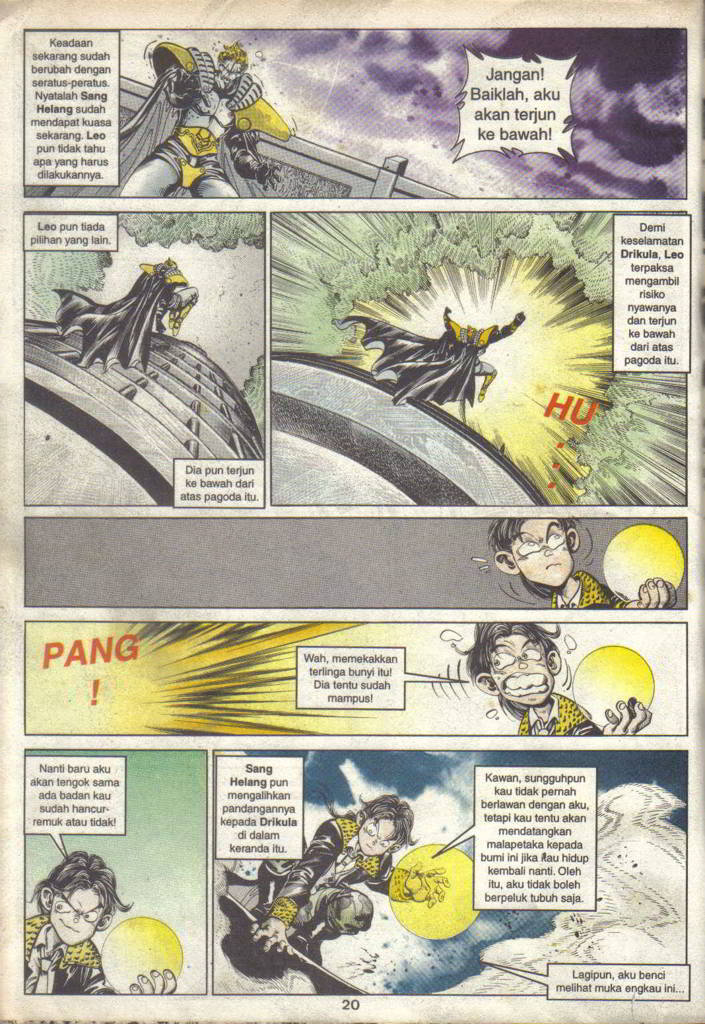 Keadaan
sekarang sudah
berubah dengan
seratus-peratus.
Nyatalah Sang
Helang sudah
mendapat kuasa
sekarang. Leo
pun tidak tahu
apa yang harus
dilakukannya.
Jangan!
Baiklah, aku
akan terjun
ke bawah!
Leo pun tiada
pilihan yang lain.
Dia pun terjun
ke bawah dari
atas pagoda itu.
Demi
keselamatan
Drikula, Leo
terpaksa
mengambil
risiko
nyawanya
dan terjun
ke bawah
dari atas
pagoda itu.
HU
.
.
.
PANG
!
Wah, memekakkan
terlinga bunyi itu!
Dia tentu sudah
mampus!
Nanti baru aku
akan tengok sama
ada badan kau
sudah hancur-
remuk atau tidak!
Sang
Helang pun
mengalihkan
pandangannya
kepada Drikula
di dalam
keranda itu.
Kawan, sungguhpun
kau tidak pernah
berlawan dengan aku,
tetapi kau tentu akan
mendatangkan
malapetaka kepada
bumi ini jika kau hidup
kembali nanti. Oleh
itu, aku tidak boleh
berpeluk tubuh saja.
Lagipun, aku benci
melihat muka engkau ini...
20